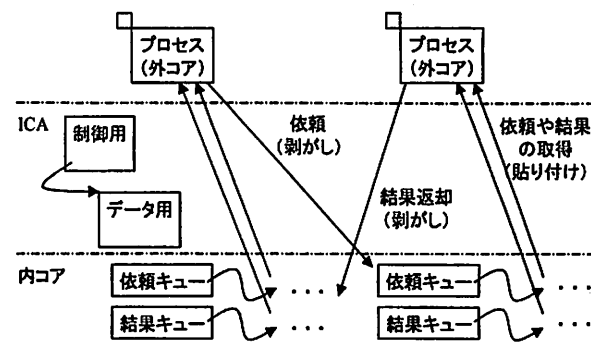 プロセス
(外コア)
プロセス
(外コア)
ICA
制御用
データ用
依頼
(剥がし)
結果返却
(剥がし)
依頼や結果
の取得
(貼り付け)
内コア
依頼キュー
・・・
結果キュー
・・・
依頼キュー
・・・
結果キュー
・・・